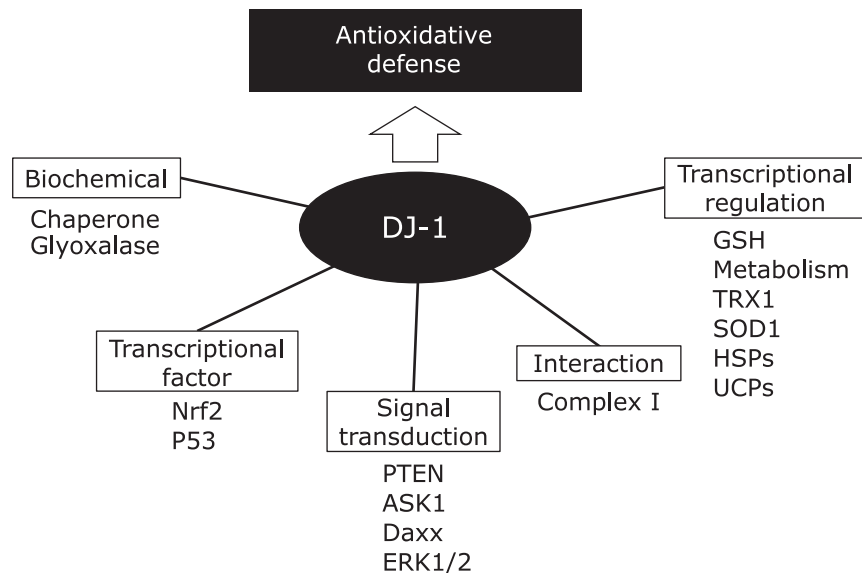 Antioxidative
defense
DJ-1
Biochemical
Chaperone
Glyoxalase
Transcriptional
factor
Nrf2
P53
Signal
transduction
PTEN
ASK1
Daxx
ERK1/2
Interaction
Complex I
Transcriptional
regulation
GSH
Metabolism
TRX1
SOD1
HSPs
UCPs